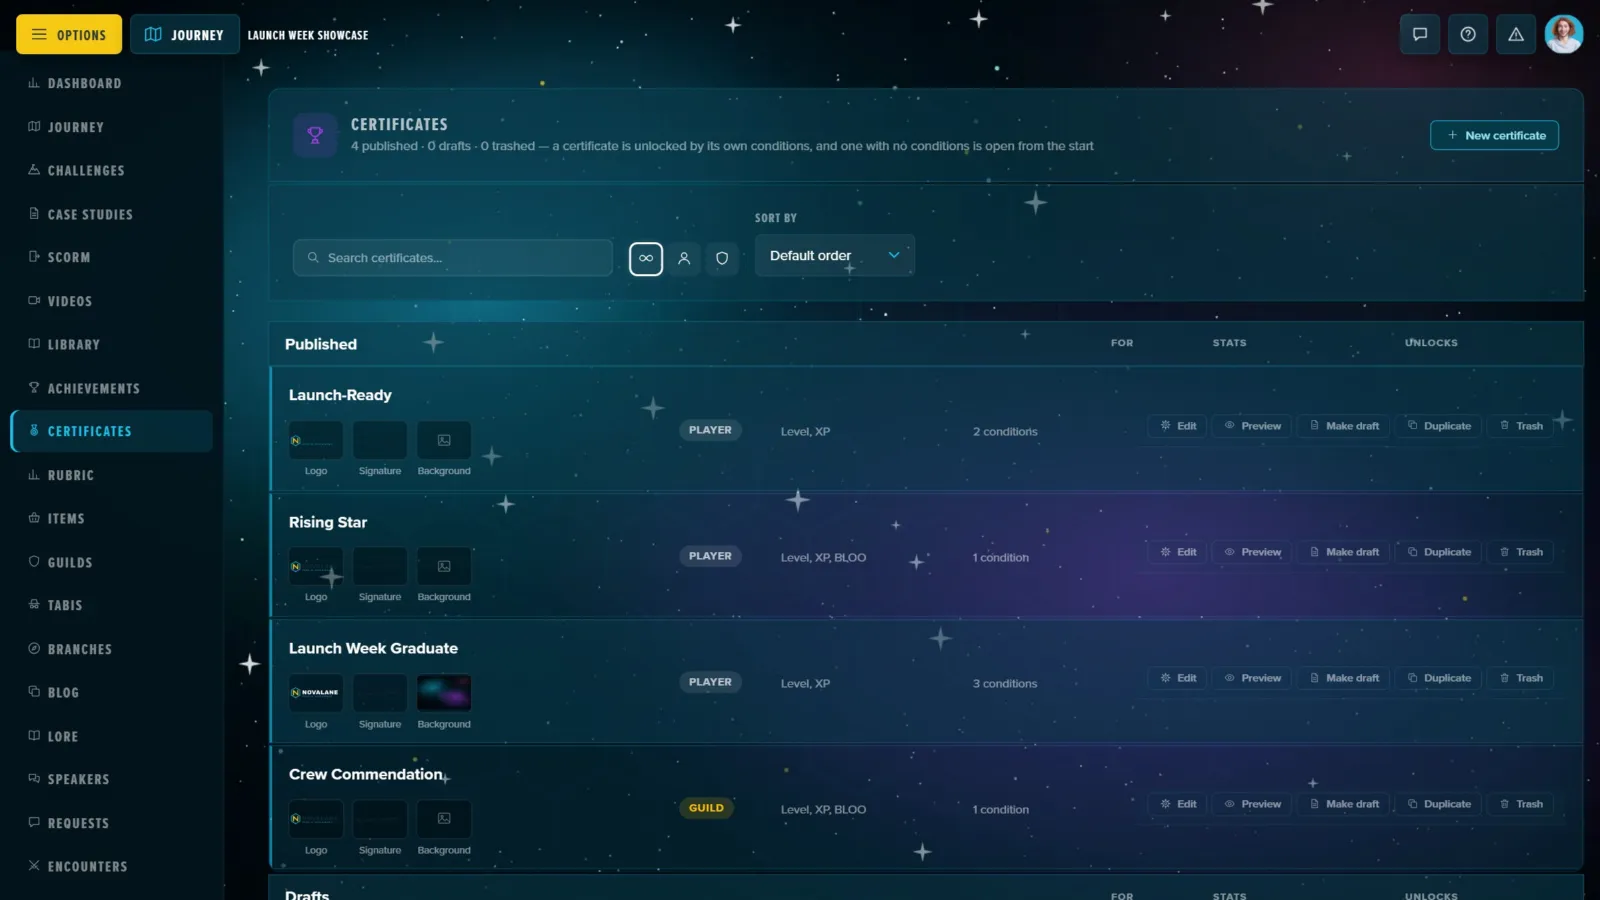 OPTIONS
JOURNEY
LAUNCH WEEK SHOWCASE
DASHBOARD
JOURNEY
CHALLENGES
CASE STUDIES
SCORM
VIDEOS
LIBRARY
ACHIEVEMENTS
CERTIFICATES
RUBRIC
ITEMS
GUILDS
TABIS
BRANCHES
BLOG
LORE
SPEAKERS
REQUESTS
ENCOUNTERS
CERTIFICATES
4 published · 0 drafts · 0 trashed — a certificate is unlocked by its own conditions, and one with no conditions is open from the start
New certificate
Search certificates...
SORT BY
Default order
Published FOR STATS UNLOCKS
Launch-Ready
Logo Signature Background
PLAYER Level, XP 2 conditions Edit Preview Make draft Duplicate Trash
Rising Star
Logo Signature Background
PLAYER Level, XP, BLOO 1 condition Edit Preview Make draft Duplicate Trash
Launch Week Graduate
NOVALANE
Logo Signature Background
PLAYER Level, XP 3 conditions Edit Preview Make draft Duplicate Trash
Crew Commendation
Logo Signature Background
GUILD Level, XP, BLOO 1 condition Edit Preview Make draft Duplicate Trash
Drafts FOR STATS UNLOCKS